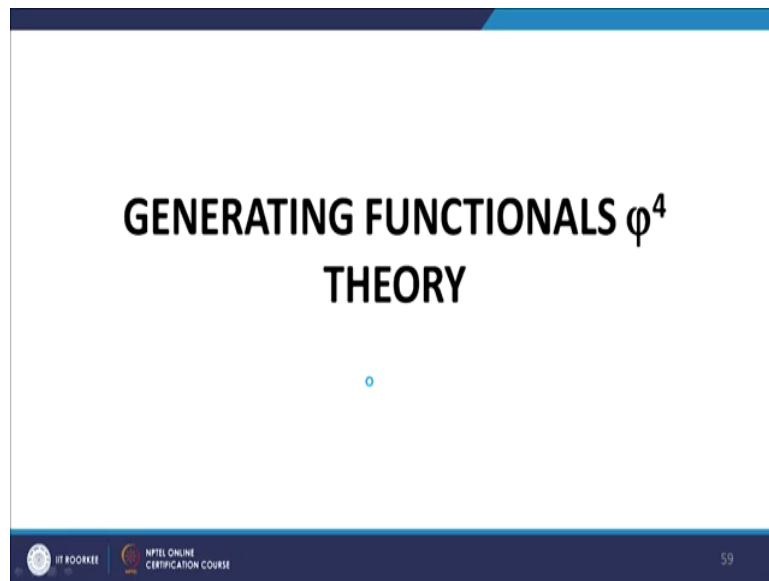 GENERATING FUNCTIONALS φ⁴
THEORY
IIT ROORKEE
NPTEL ONLINE
CERTIFICATION COURSE
59